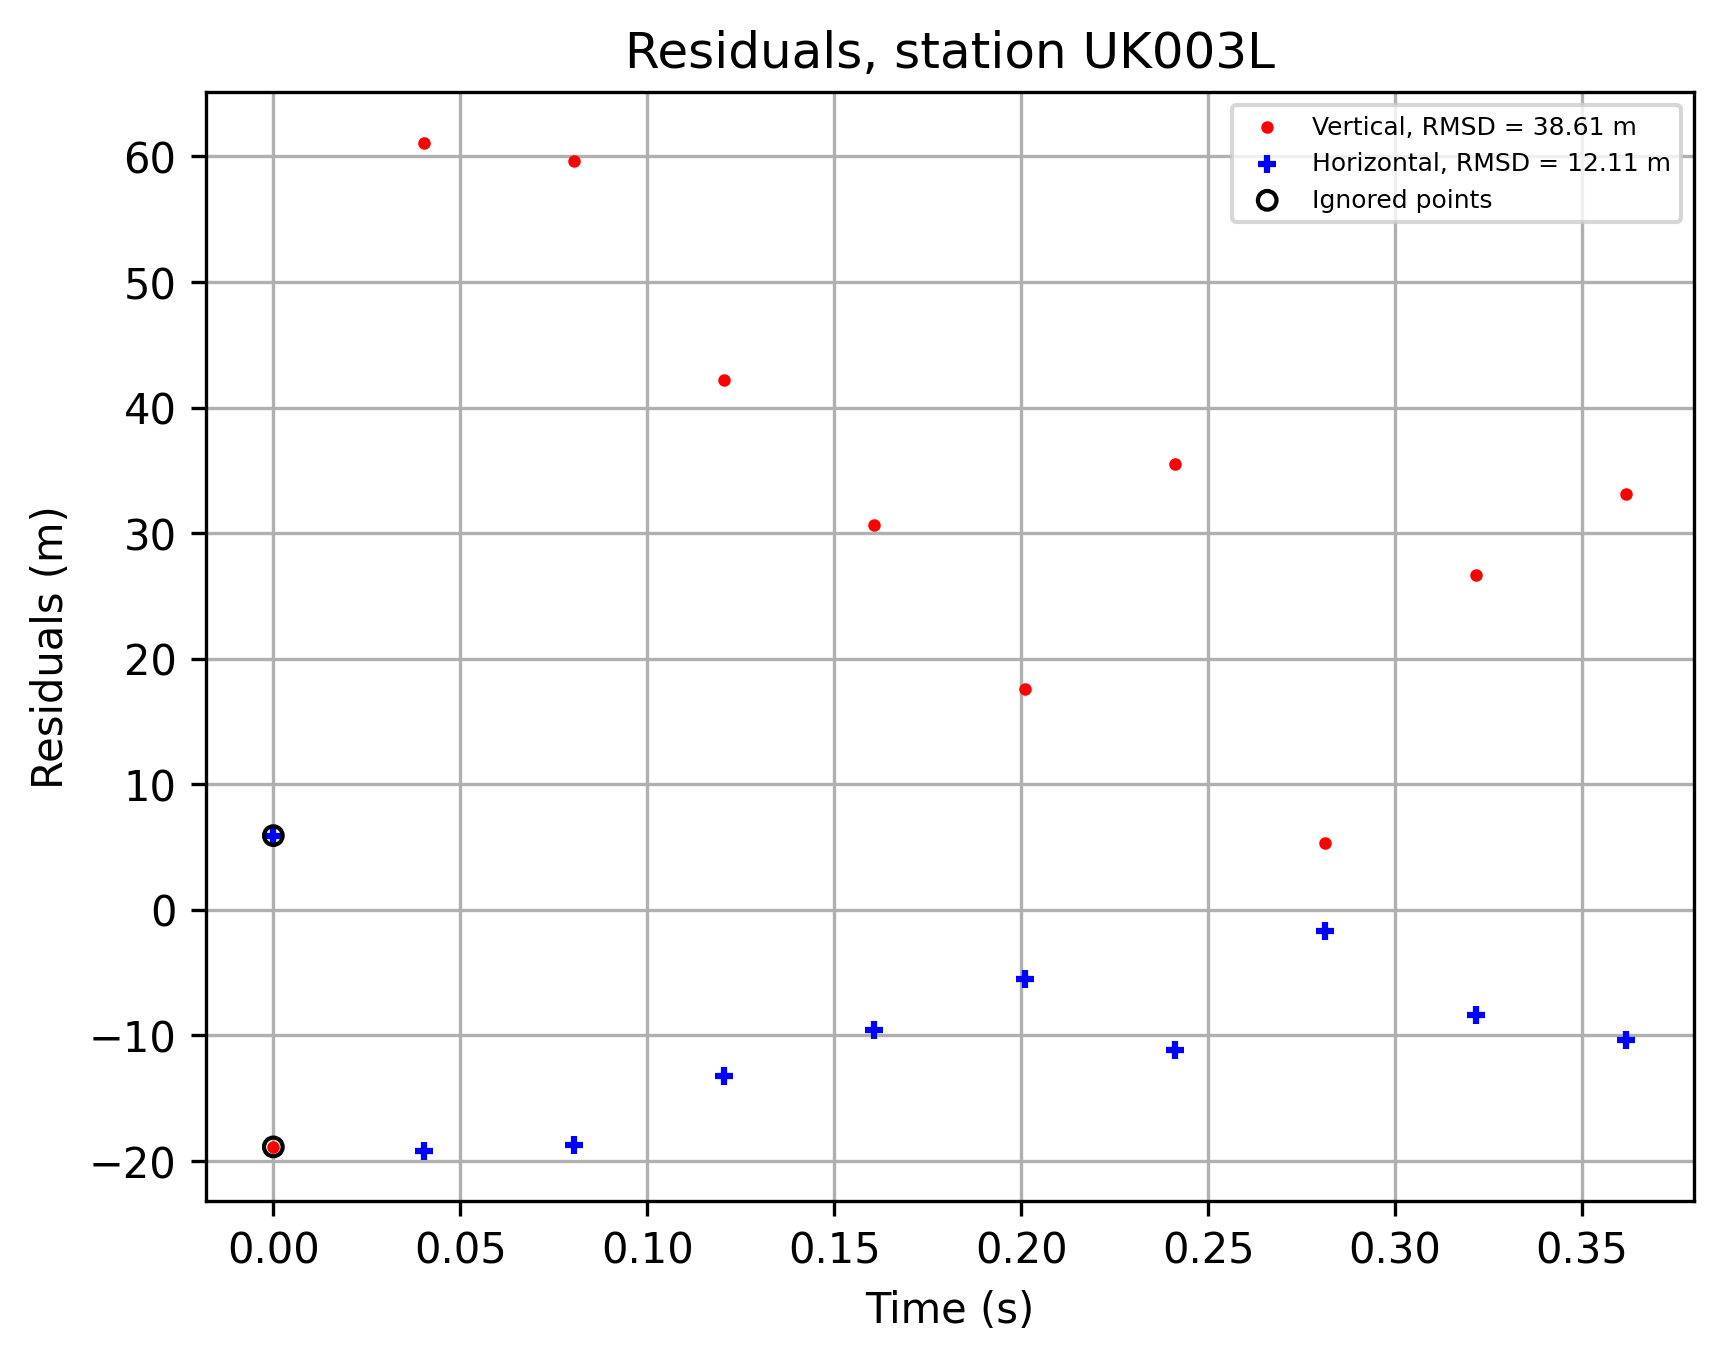 Residuals, station UK003L
Vertical, RMSD = 38.61 m
Horizontal, RMSD = 12.11 m
Ignored points
60
50
40
30
20
10
0
−10
−20
Residuals (m)
0.00 0.05 0.10 0.15 0.20 0.25 0.30 0.35
Time (s)